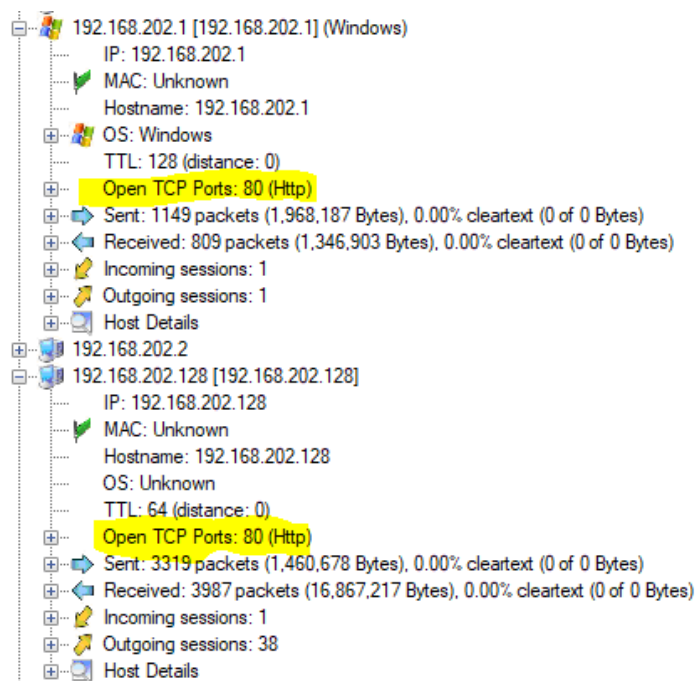 192.168.202.1 [192.168.202.1] (Windows)
IP: 192.168.202.1
MAC: Unknown
Hostname: 192.168.202.1
OS: Windows
TTL: 128 (distance: 0)
Open TCP Ports: 80 (Http)
Sent: 1149 packets (1,968,187 Bytes), 0.00% cleartext (0 of 0 Bytes)
Received: 809 packets (1,346,903 Bytes), 0.00% cleartext (0 of 0 Bytes)
Incoming sessions: 1
Outgoing sessions: 1
Host Details
192.168.202.2
192.168.202.128 [192.168.202.128]
IP: 192.168.202.128
MAC: Unknown
Hostname: 192.168.202.128
OS: Unknown
TTL: 64 (distance: 0)
Open TCP Ports: 80 (Http)
Sent: 3319 packets (1,460,678 Bytes), 0.00% cleartext (0 of 0 Bytes)
Received: 3987 packets (16,867,217 Bytes), 0.00% cleartext (0 of 0 Bytes)
Incoming sessions: 1
Outgoing sessions: 38
Host Details